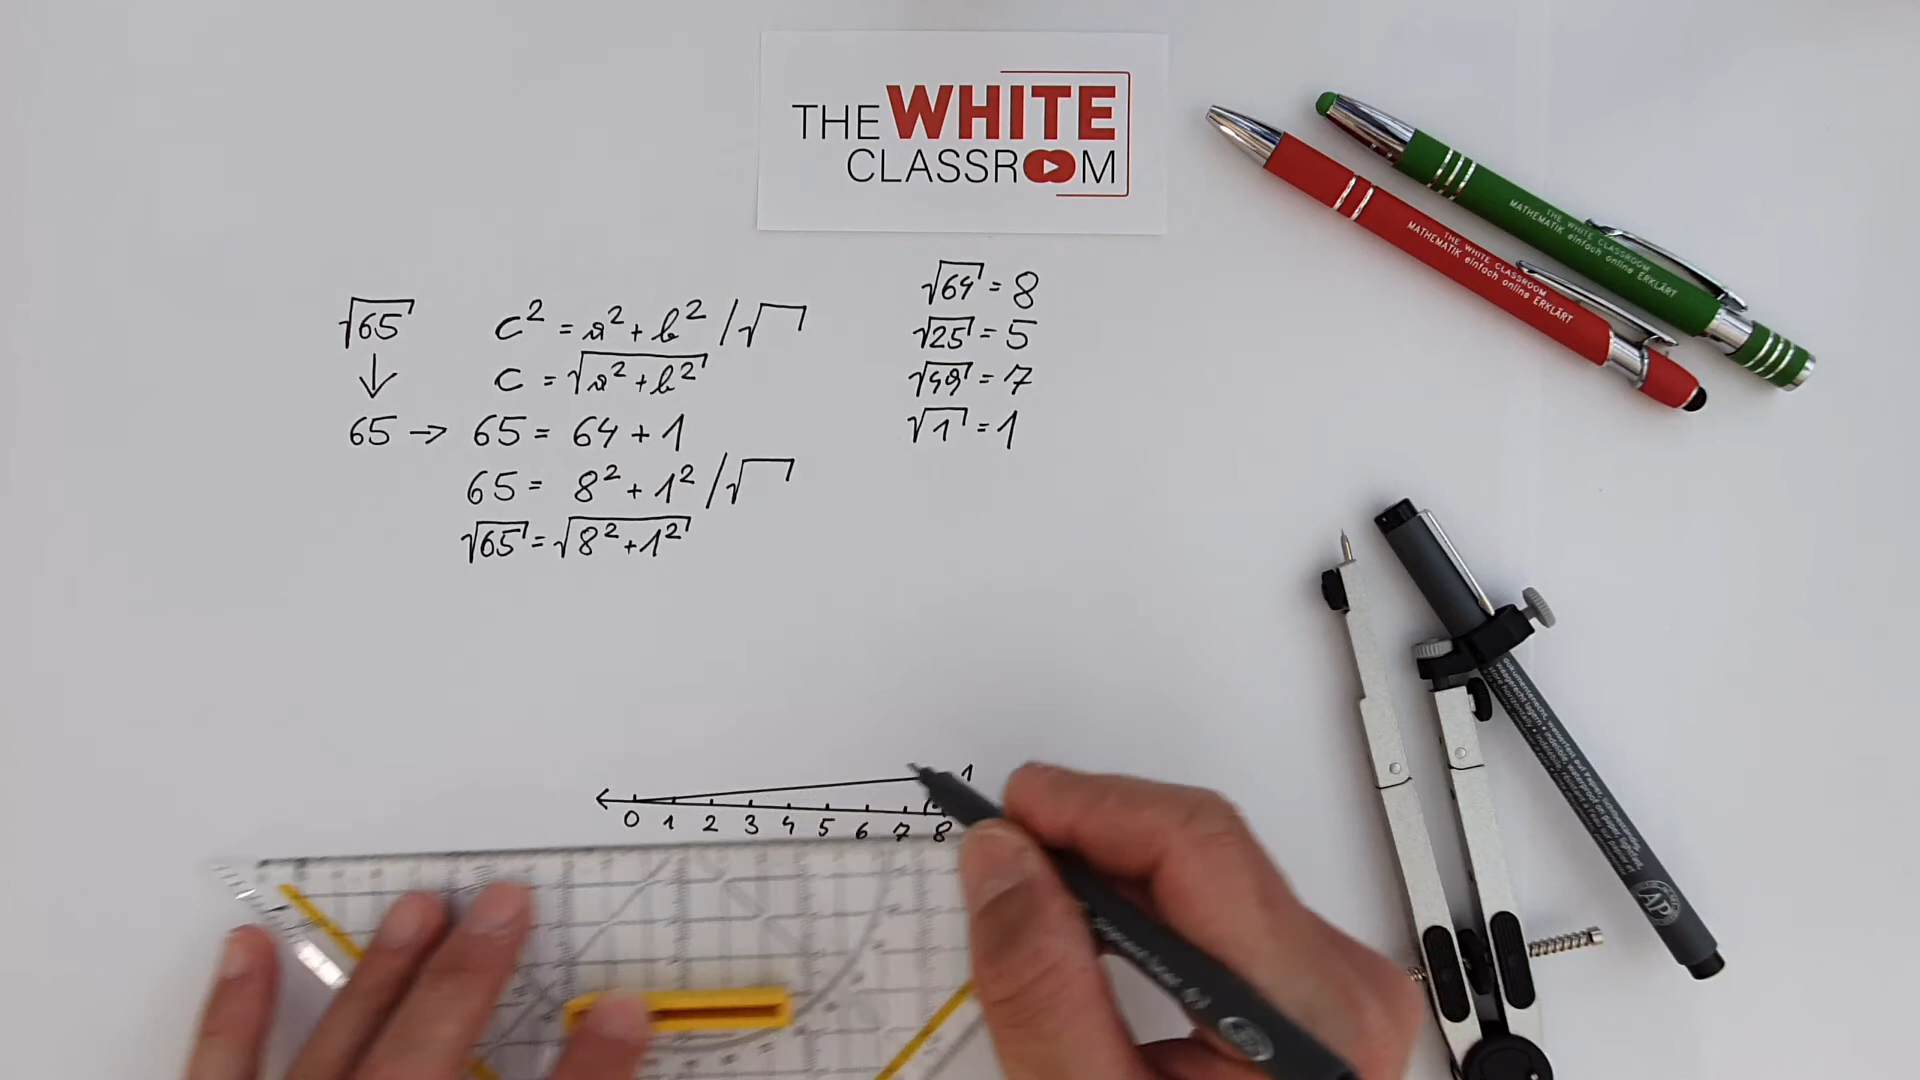 THE WHITE
CLASSROOM
THE WHITE CLASSROOM
MATHEMATIK einfach online ERKLÄRT
THE WHITE CLASSROOM
MATHEMATIK einfach online ERKLÄRT
√65 c² = a² + b² /√
↓ c = √a² + b²
65 → 65 = 64 + 1
65 = 8² + 1² /√
√65 = √8² + 1²
√64 = 8
√25 = 5
√49 = 7
√1 = 1
1
0 1 2 3 4 5 6 7 8
AP